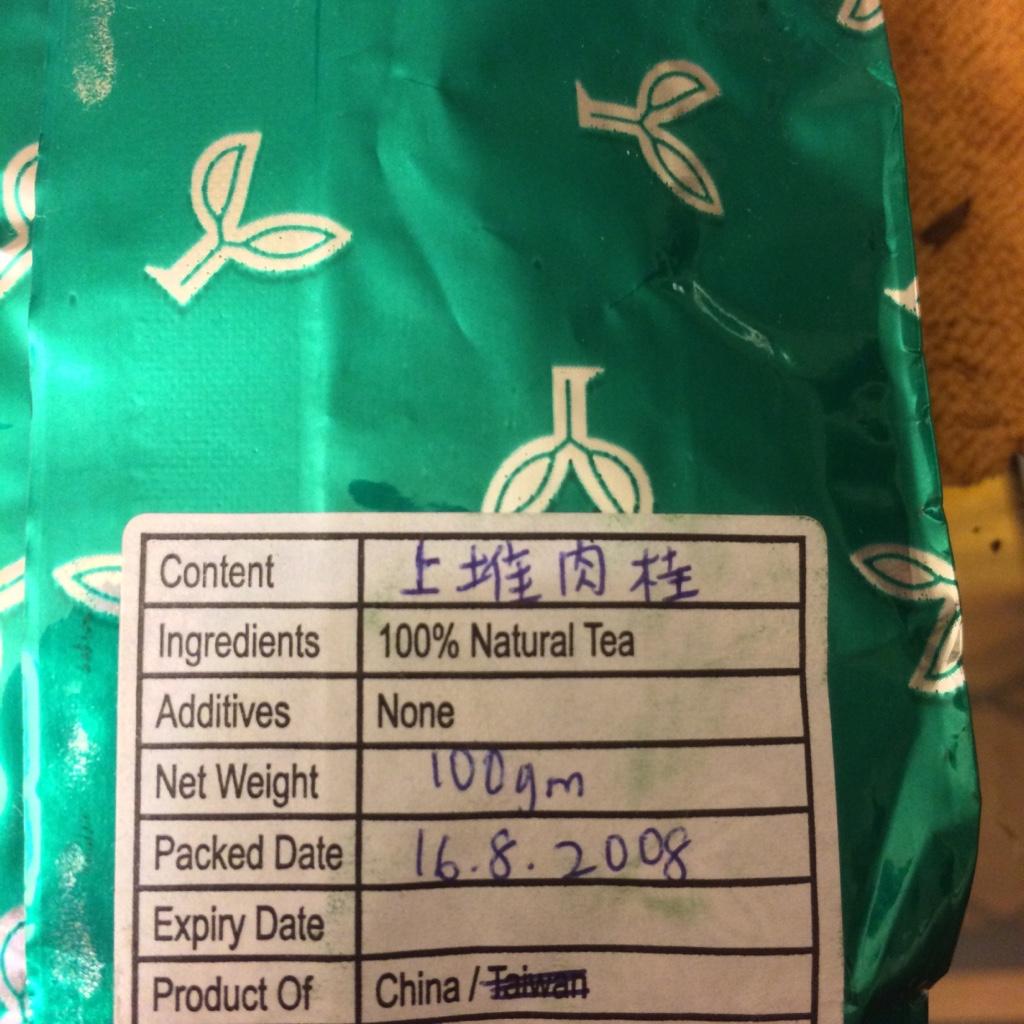 Content 上堆肉桂
Ingredients 100% Natural Tea
Additives None
Net Weight 100gm
Packed Date 16.8.2008
Expiry Date
Product Of China / Taiwan